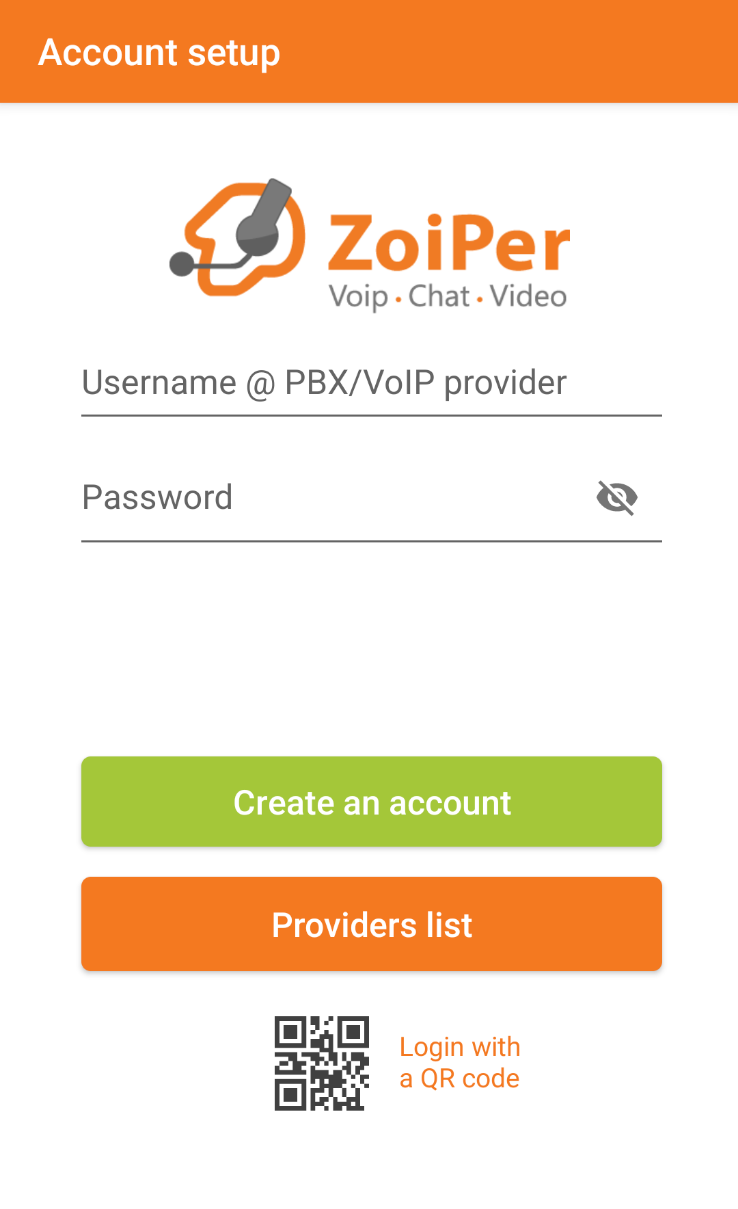 Account setup
ZoiPer
Voip • Chat • Video
Username @ PBX/VoIP provider
Password
Create an account
Providers list
Login with
a QR code